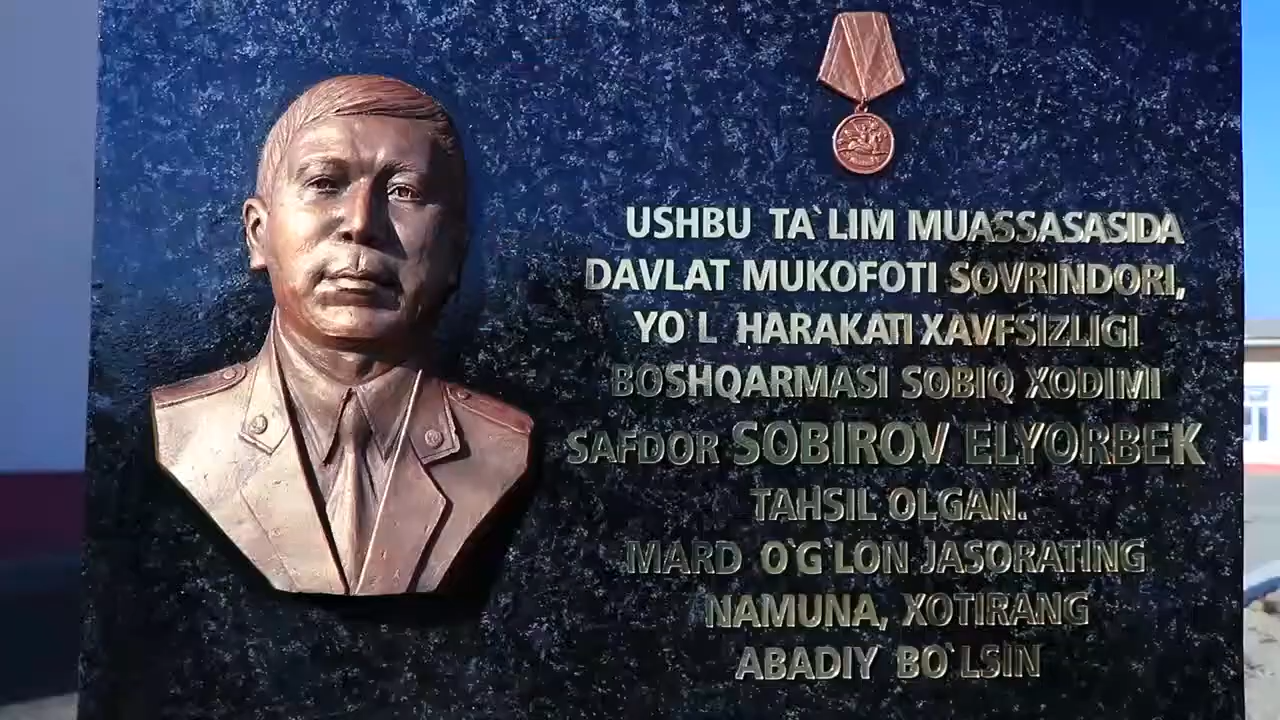 USHBU TA`LIM MUASSASASIDA
DAVLAT MUKOFOTI SOVRINDORI,
YO`L HARAKATI XAVFSIZLIGI
BOSHQARMASI SOBIQ XODIMI
SAFDOR SOBIROV ELYORBEK
TAHSIL OLGAN.
MARD O`G`LON JASORATING
NAMUNA, XOTIRANG
ABADIY BO`LSIN